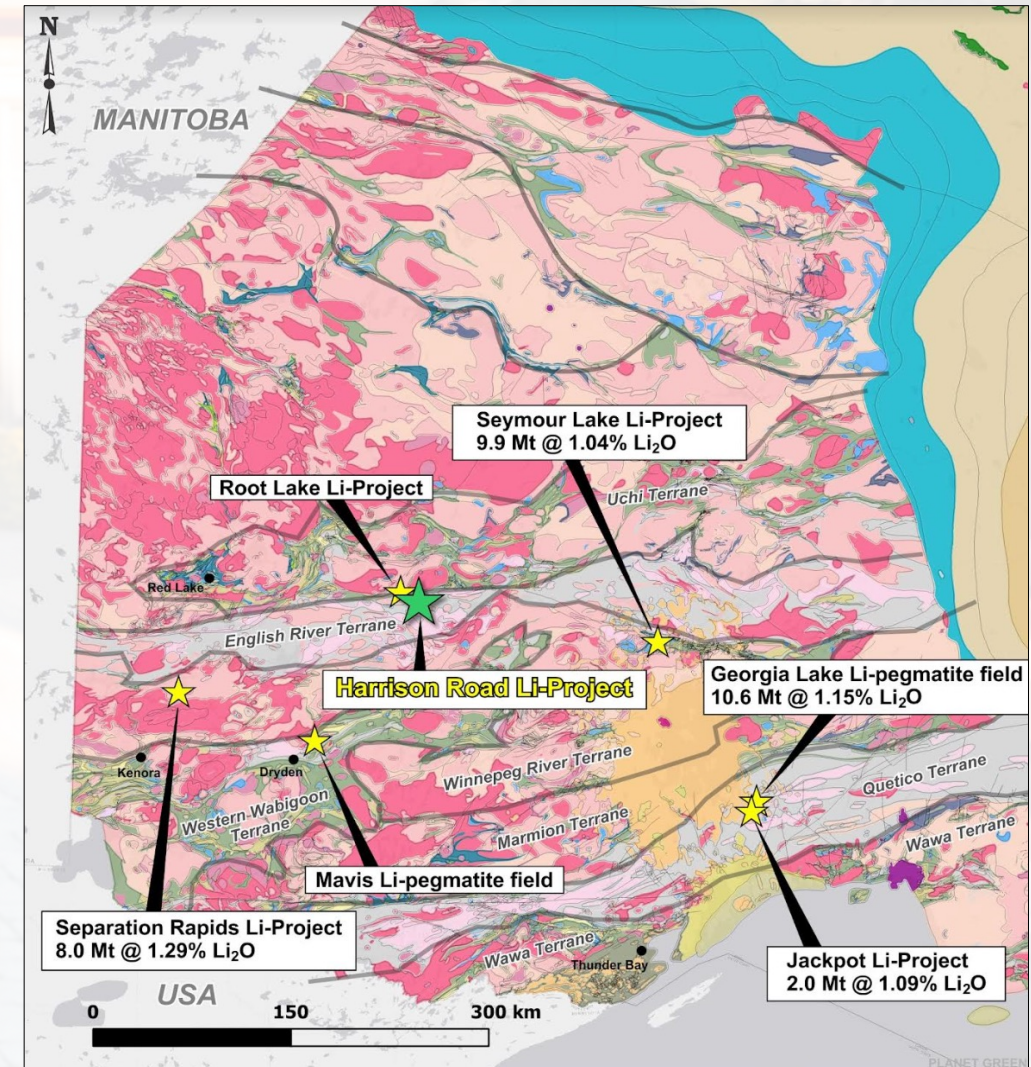 N
MANITOBA
Seymour Lake Li-Project
9.9 Mt @ 1.04% Li₂O
Root Lake Li-Project
Uchi Terrane
Red Lake
English River Terrane
Harrison Road Li-Project
Georgia Lake Li-pegmatite field
10.6 Mt @ 1.15% Li₂O
Kenora
Dryden
Winnepeg River Terrane
Quetico Terrane
Western Wabigoon
Terrane
Marmion Terrane
Wawa Terrane
Mavis Li-pegmatite field
Separation Rapids Li-Project
8.0 Mt @ 1.29% Li₂O
Wawa Terrane
Thunder Bay
Jackpot Li-Project
2.0 Mt @ 1.09% Li₂O
USA
0 150 300 km
PLANET GREEN